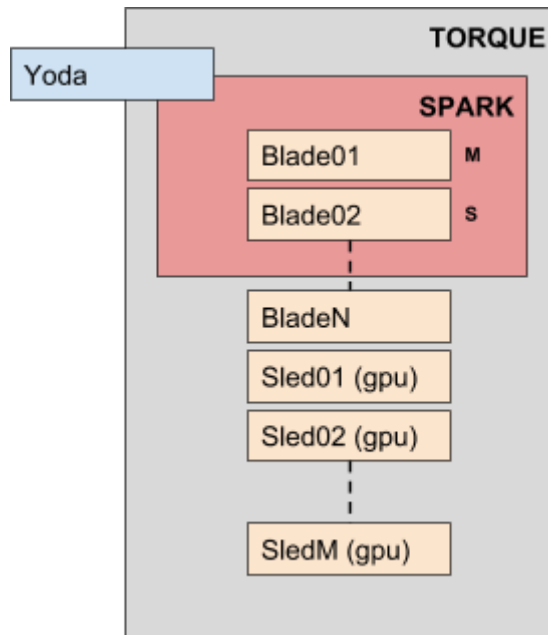 TORQUE
Yoda
SPARK
Blade01 M
Blade02 S
BladeN
Sled01 (gpu)
Sled02 (gpu)
SledM (gpu)